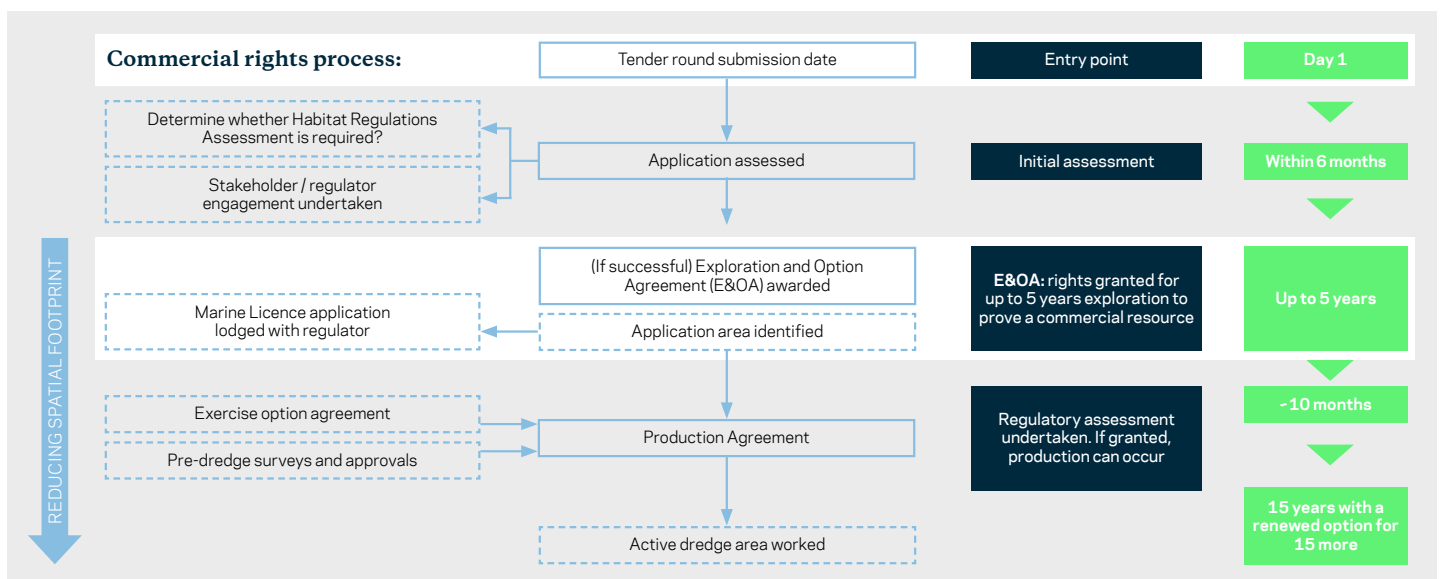 Commercial rights process:
Tender round submission date
Entry point
Day 1
Determine whether Habitat Regulations
Assessment is required?
Stakeholder / regulator
engagement undertaken
Application assessed
Initial assessment
Within 6 months
REDUCING SPATIAL FOOTPRINT
(If successful) Exploration and Option
Agreement (E&OA) awarded
Marine Licence application
lodged with regulator
Application area identified
E&OA: rights granted for
up to 5 years exploration to
prove a commercial resource
Up to 5 years
Exercise option agreement
Pre-dredge surveys and approvals
Production Agreement
Regulatory assessment
undertaken. If granted,
production can occur
~10 months
Active dredge area worked
15 years with a
renewed option for
15 more